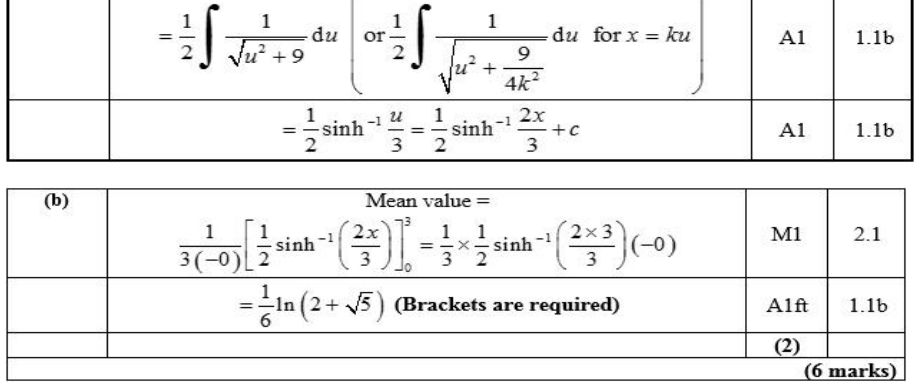 = 1/2 ∫ 1/√(u² + 9) du ( or 1/2 ∫ 1/√(u² + 9/(4k²)) du for x = ku ) A1 1.1b
= 1/2 sinh⁻¹ u/3 = 1/2 sinh⁻¹ 2x/3 + c A1 1.1b
(b) Mean value =
1/(3(−0)) [1/2 sinh⁻¹(2x/3)]₀³ = 1/3 × 1/2 sinh⁻¹((2×3)/3)(−0) M1 2.1
= 1/6 ln(2 + √5) (Brackets are required) A1ft 1.1b
(2)
(6 marks)